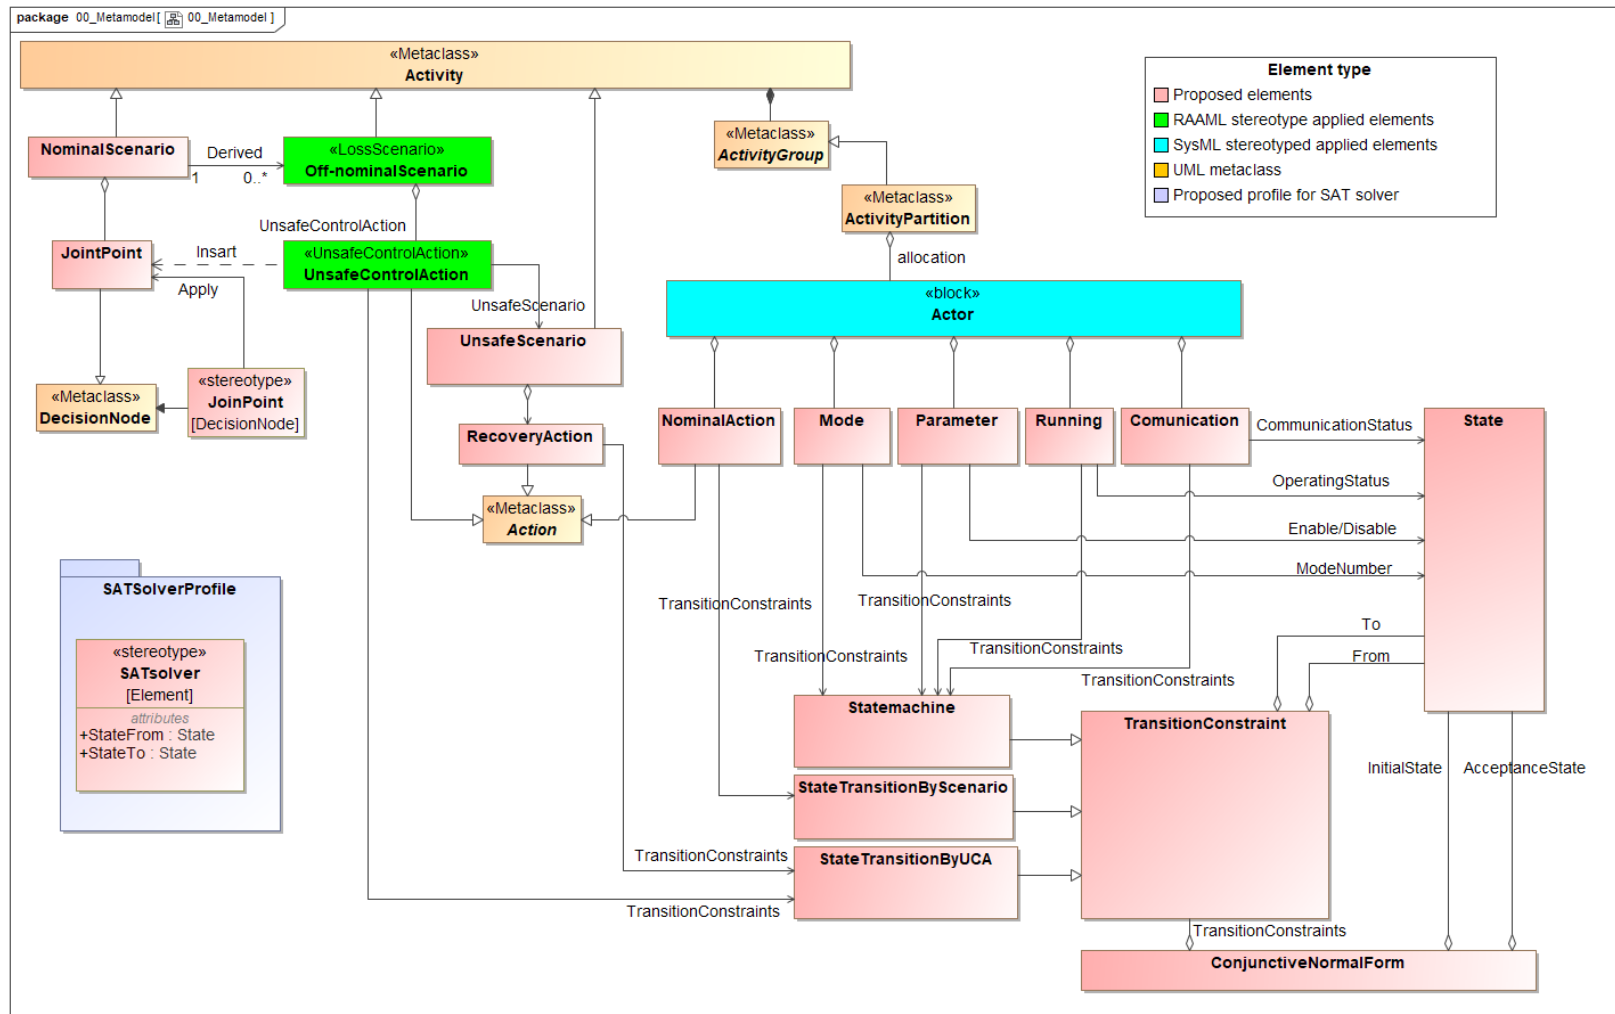 package 00_Metamodel[ 00_Metamodel ]
«Metaclass»
Activity
Element type
Proposed elements
RAAML stereotype applied elements
SysML stereotyped applied elements
UML metaclass
Proposed profile for SAT solver
NominalScenario
Derived
1
0..*
«LossScenario»
Off-nominalScenario
«Metaclass»
ActivityGroup
«Metaclass»
ActivityPartition
UnsafeControlAction
JointPoint
Insart
«UnsafeControlAction»
UnsafeControlAction
allocation
Apply
UnsafeScenario
«block»
Actor
UnsafeScenario
«Metaclass»
DecisionNode
«stereotype»
JoinPoint
[DecisionNode]
RecoveryAction
NominalAction
Mode
Parameter
Running
Comunication
CommunicationStatus
State
OperatingStatus
«Metaclass»
Action
Enable/Disable
ModeNumber
SATSolverProfile
TransitionConstraints
TransitionConstraints
«stereotype»
SATsolver
[Element]
attributes
+StateFrom : State
+StateTo : State
To
From
TransitionConstraints
TransitionConstraints
TransitionConstraints
Statemachine
TransitionConstraint
StateTransitionByScenario
InitialState
AcceptanceState
TransitionConstraints
StateTransitionByUCA
TransitionConstraints
TransitionConstraints
ConjunctiveNormalForm